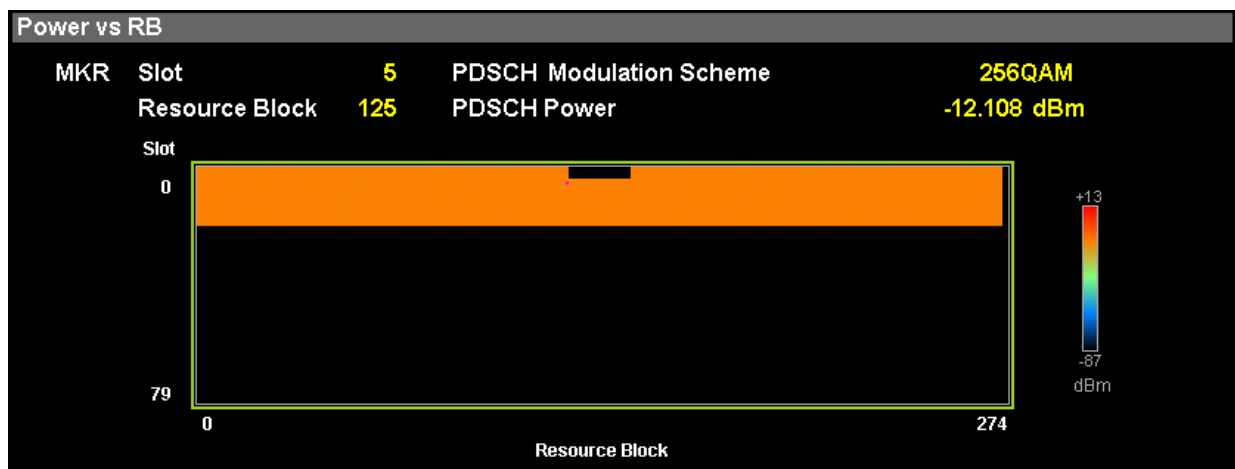 Power vs RB
MKR Slot 5 PDSCH Modulation Scheme 256QAM
Resource Block 125 PDSCH Power -12.108 dBm
Slot
0
+13
-87
dBm
79
0 274
Resource Block